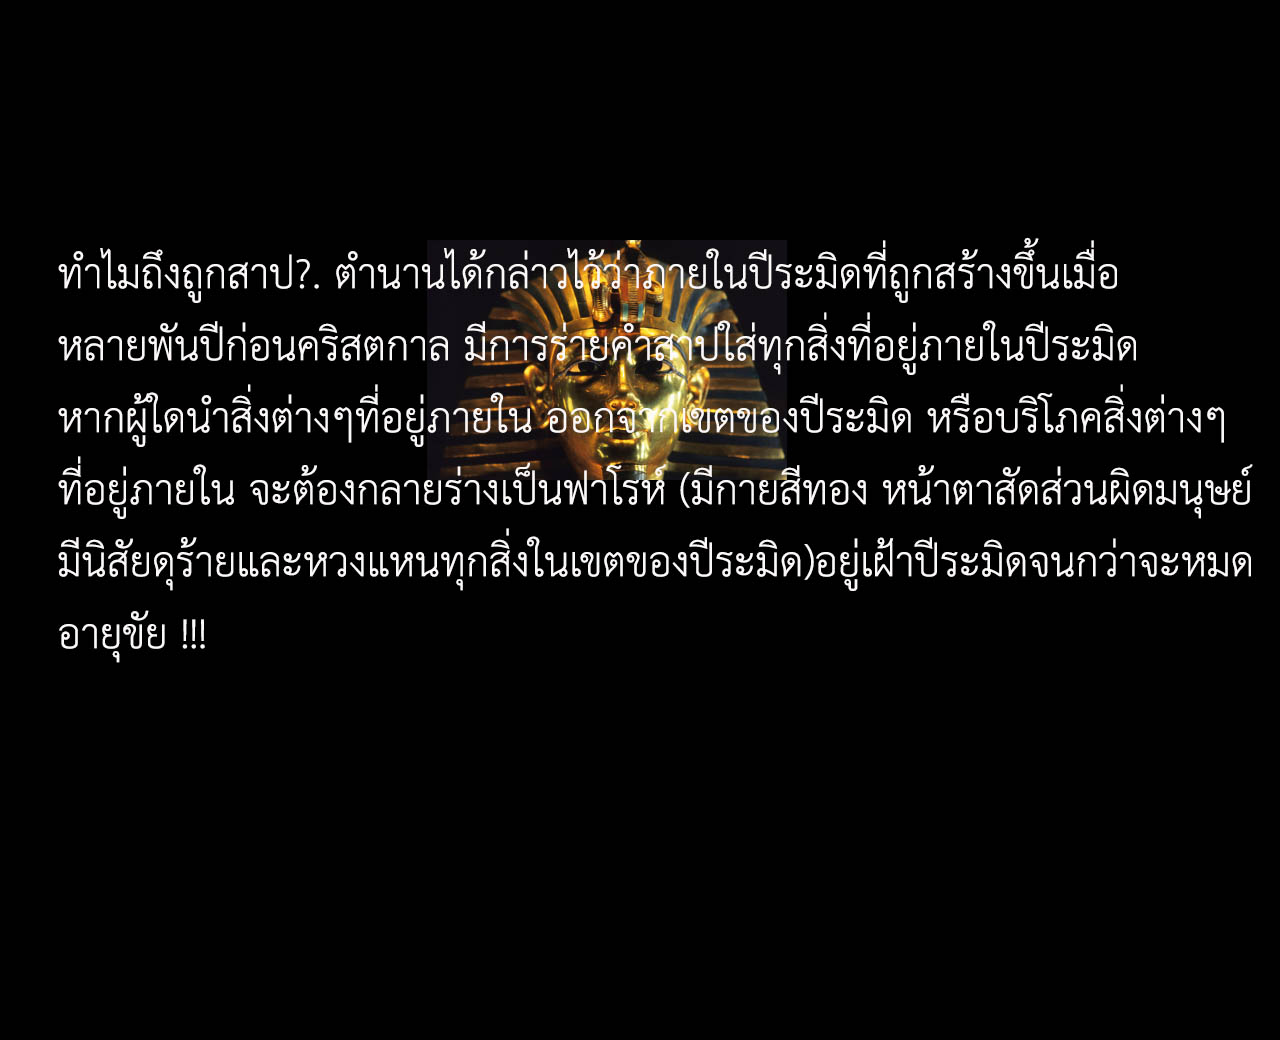 ทำไมถึงถูกสาป?. ตำนานได้กล่าวไว้ว่าภายในปีระมิดที่ถูกสร้างขึ้นเมื่อ
หลายพันปีก่อนคริสตกาล มีการร่ายคำสาปใส่ทุกสิ่งที่อยู่ภายในปีระมิด
หากผู้ใดนำสิ่งต่างๆที่อยู่ภายใน ออกจากเขตของปีระมิด หรือบริโภคสิ่งต่างๆ
ที่อยู่ภายใน จะต้องกลายร่างเป็นฟาโรห์ (มีกายสีทอง หน้าตาสัดส่วนผิดมนุษย์
มีนิสัยดุร้ายและหวงแหนทุกสิ่งในเขตของปีระมิด)อยู่เฝ้าปีระมิดจนกว่าจะหมด
อายุขัย !!!